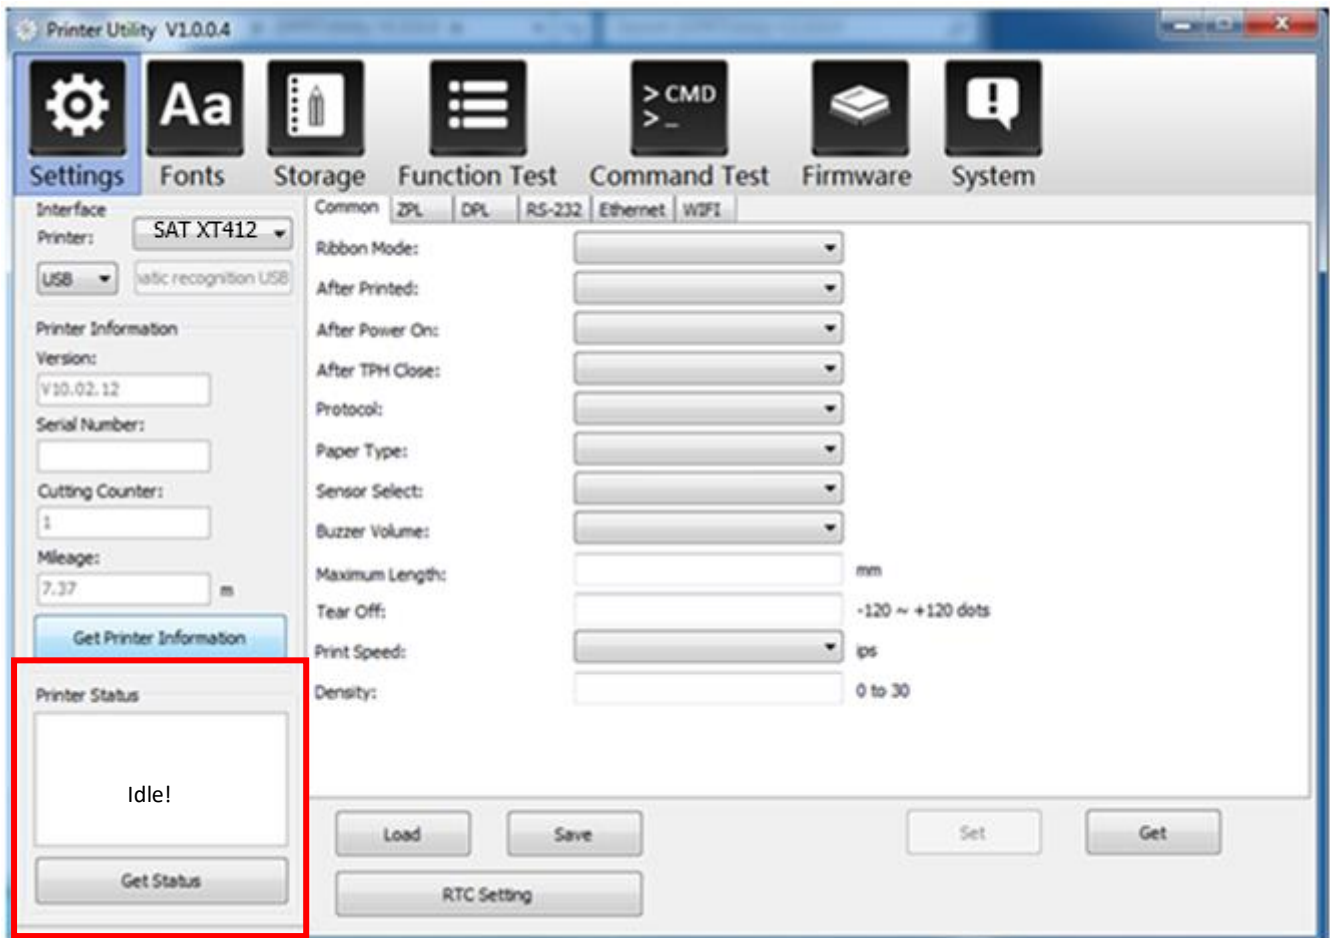 Printer Utility V1.0.0.4
> CMD
> _
Aa
Settings
Fonts
Storage
Function Test
Command Test
Firmware
System
Interface
Printer:
SAT XT412
USB
atic recognition USB
Printer Information
Version:
V10.02.12
Serial Number:
Cutting Counter:
1
Mileage:
7.37
m
Get Printer Information
Printer Status
Idle!
Get Status
Common
ZPL
DPL
RS-232
Ethernet
WIFI
Ribbon Mode:
After Printed:
After Power On:
After TPH Close:
Protocol:
Paper Type:
Sensor Select:
Buzzer Volume:
Maximum Length:
mm
Tear Off:
-120 ~ +120 dots
Print Speed:
ips
Density:
0 to 30
Load
Save
Set
Get
RTC Setting